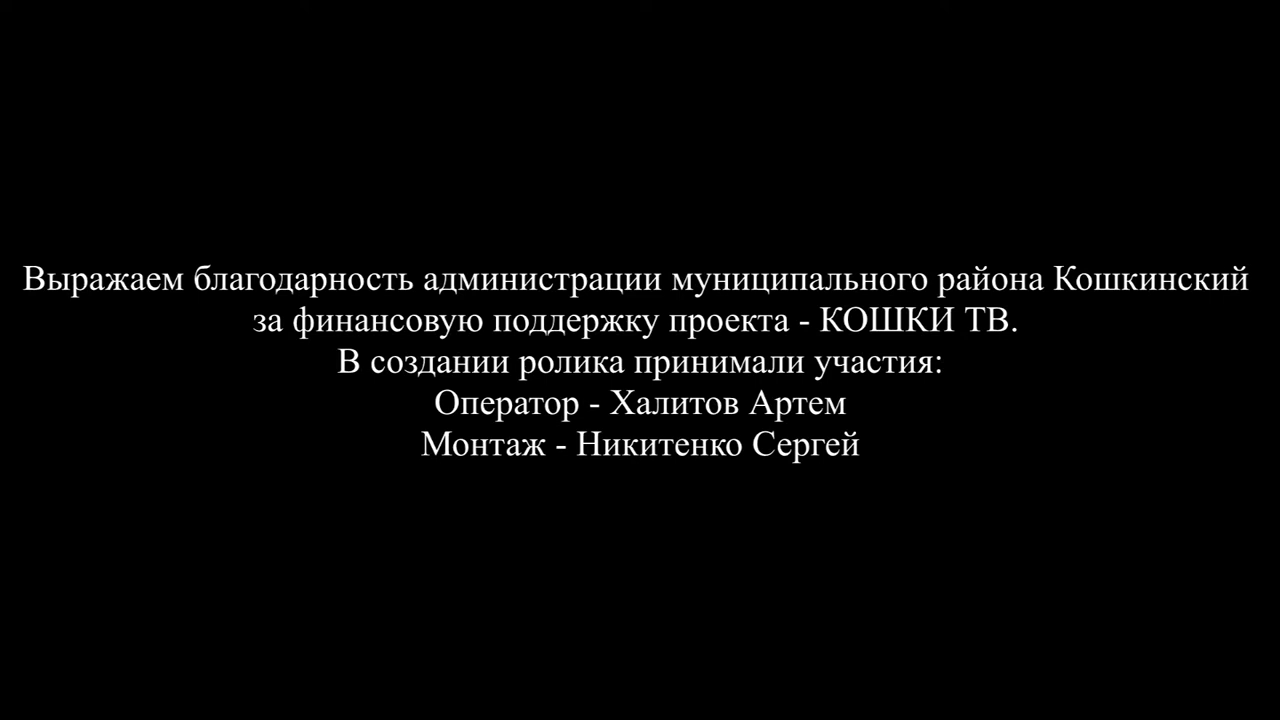 Выражаем благодарность администрации муниципального района Кошкинский
за финансовую поддержку проекта - КОШКИ ТВ.
В создании ролика принимали участия:
Оператор - Халитов Артем
Монтаж - Никитенко Сергей